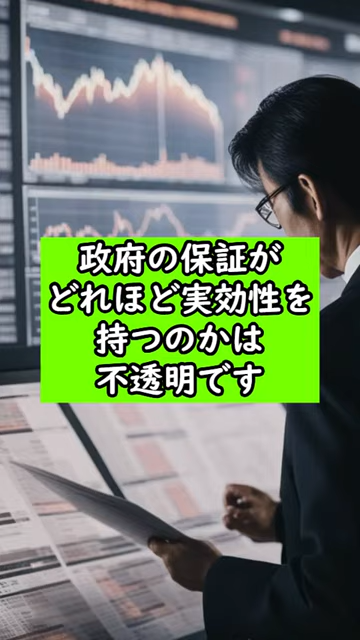 政府の保証が
どれほど実効性を
持つのかは
不透明です